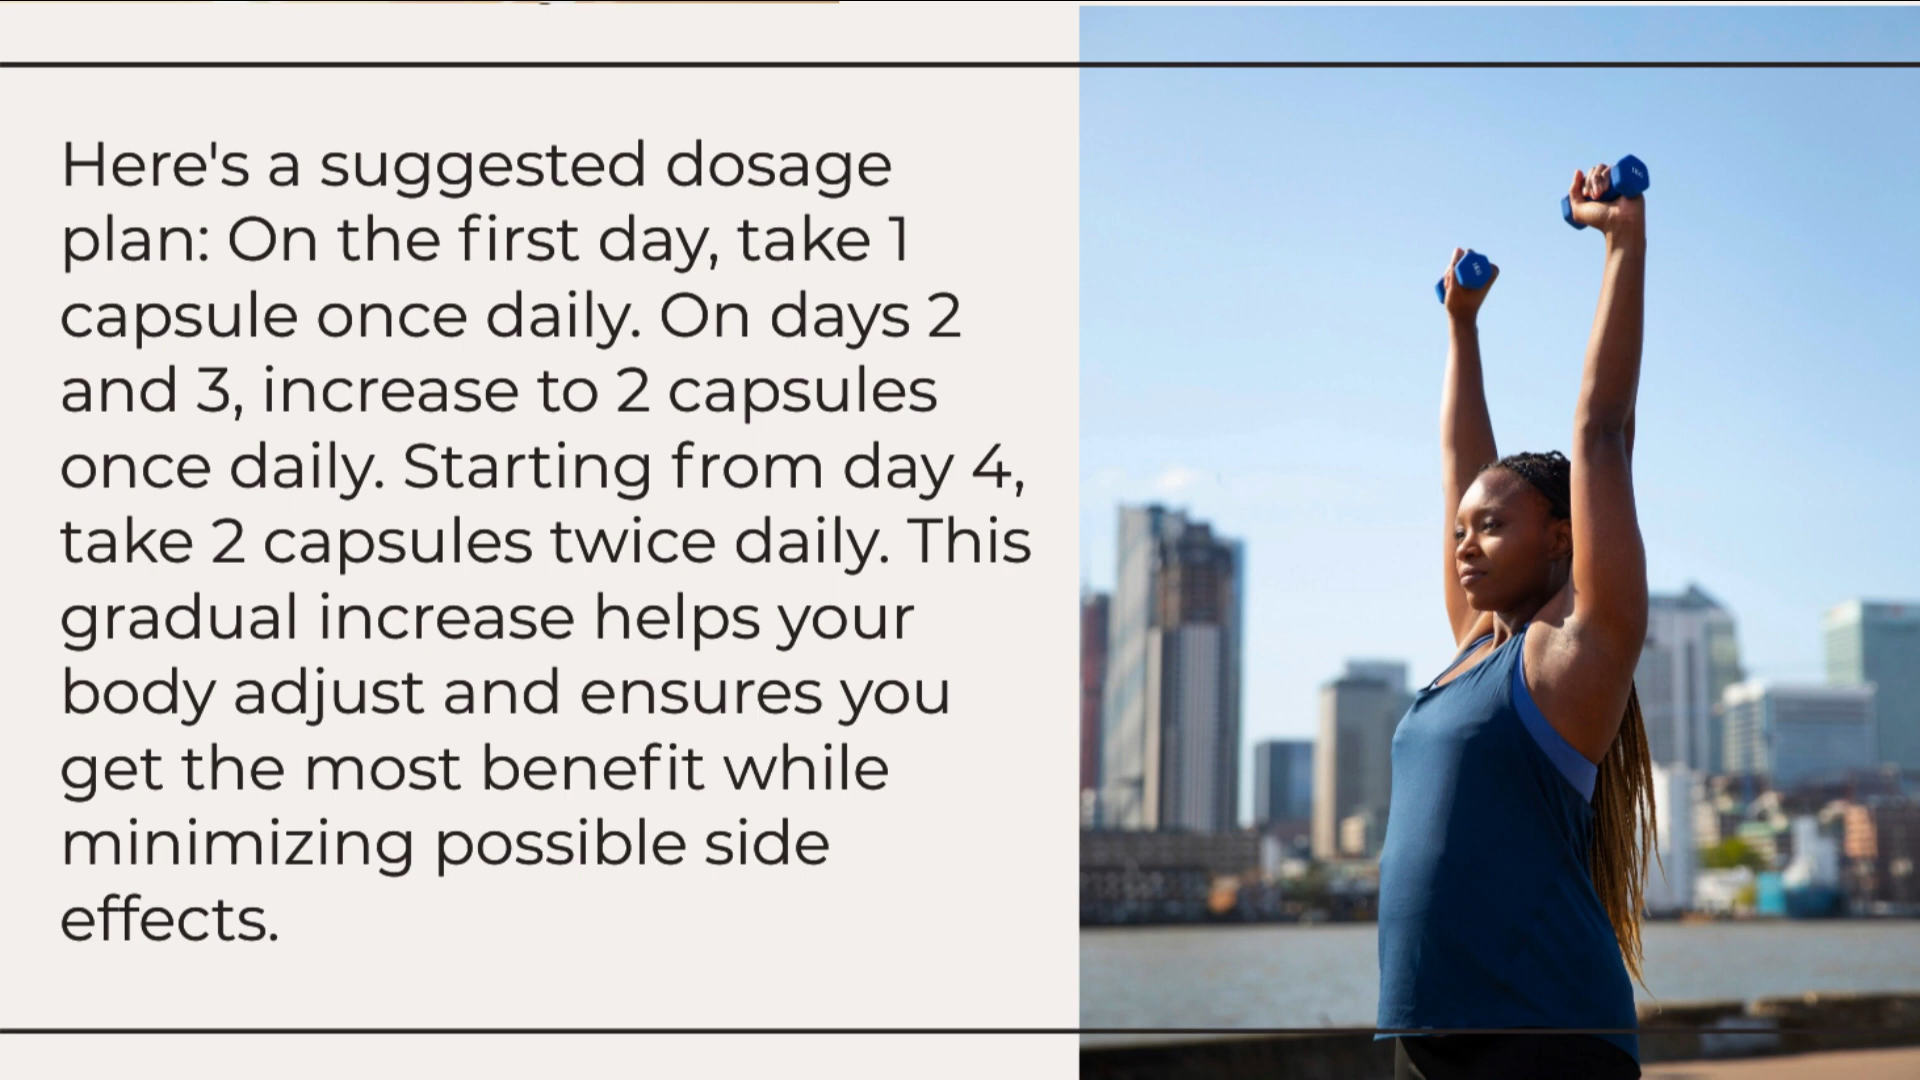 Here's a suggested dosage
plan: On the first day, take 1
capsule once daily. On days 2
and 3, increase to 2 capsules
once daily. Starting from day 4,
take 2 capsules twice daily. This
gradual increase helps your
body adjust and ensures you
get the most benefit while
minimizing possible side
effects.